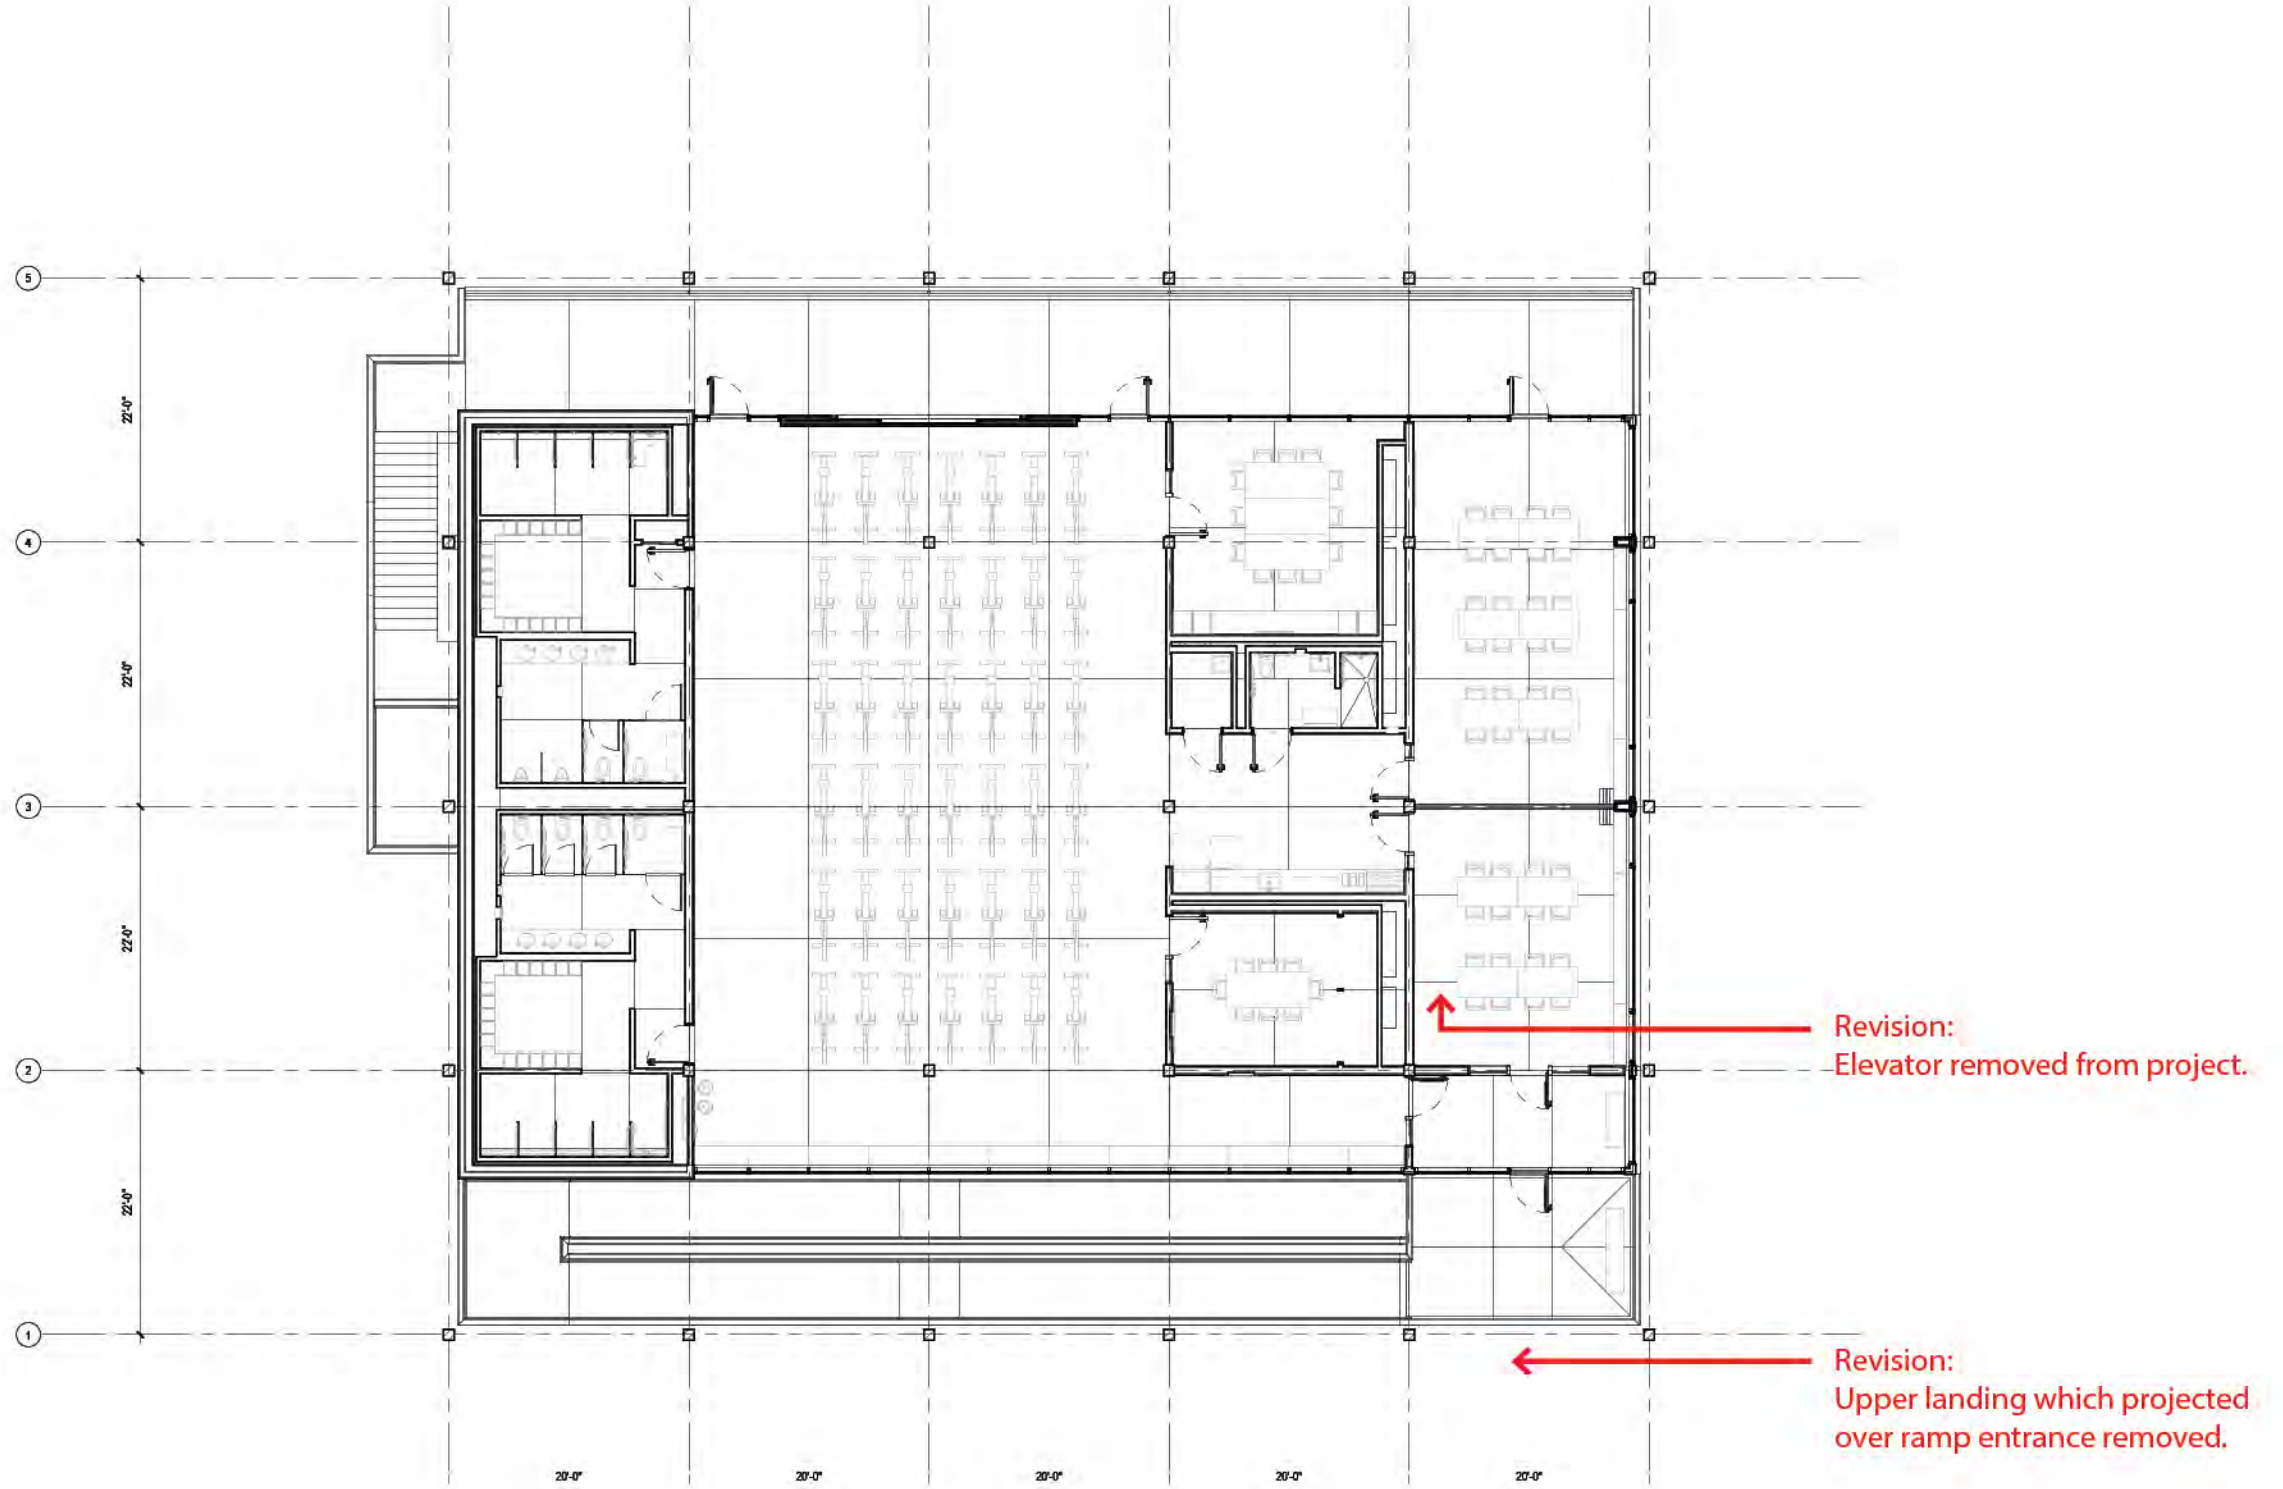 5
22'-0"
4
22'-0"
3
22'-0"
2
22'-0"
1
Revision:
Elevator removed from project.
Revision:
Upper landing which projected
over ramp entrance removed.
20'-0"
20'-0"
20'-0"
20'-0"
20'-0"